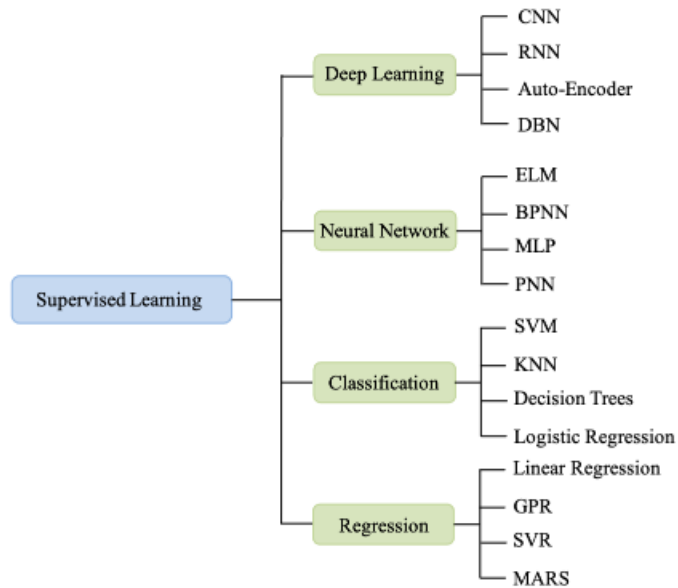 Supervised Learning
Deep Learning
CNN
RNN
Auto-Encoder
DBN
Neural Network
ELM
BPNN
MLP
PNN
Classification
SVM
KNN
Decision Trees
Logistic Regression
Regression
Linear Regression
GPR
SVR
MARS